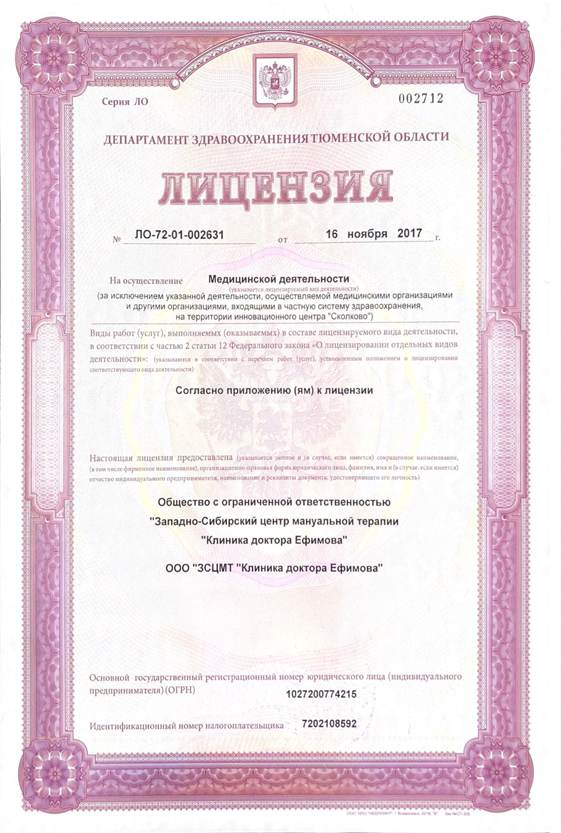 Серия ЛО
002712
ДЕПАРТАМЕНТ ЗДРАВООХРАНЕНИЯ ТЮМЕНСКОЙ ОБЛАСТИ
ЛИЦЕНЗИЯ
№ ЛО-72-01-002631 от 16 ноября 2017 г.
На осуществление Медицинской деятельности
(указывается лицензируемый вид деятельности)
(за исключением указанной деятельности, осуществляемой медицинскими организациями
и другими организациями, входящими в частную систему здравоохранения,
на территории инновационного центра "Сколково")
Виды работ (услуг), выполняемых (оказываемых) в составе лицензируемого вида деятельности,
в соответствии с частью 2 статьи 12 Федерального закона «О лицензировании отдельных видов
деятельности»: (указываются в соответствии с перечнем работ (услуг), установленным положением о лицензировании
соответствующего вида деятельности)
Согласно приложению (ям) к лицензии
Настоящая лицензия предоставлена (указывается полное и (в случае, если имеется) сокращенное наименование,
(в том числе фирменное наименование), организационно-правовая форма юридического лица, фамилия, имя и (в случае, если имеется)
отчество индивидуального предпринимателя, наименование и реквизиты документа, удостоверяющего его личность)
Общество с ограниченной ответственностью
"Западно-Сибирский центр мануальной терапии
"Клиника доктора Ефимова"
ООО "ЗСЦМТ "Клиника доктора Ефимова"
Основной государственный регистрационный номер юридического лица (индивидуального
предпринимателя) (ОГРН) 1027200774215
Идентификационный номер налогоплательщика 7202108592